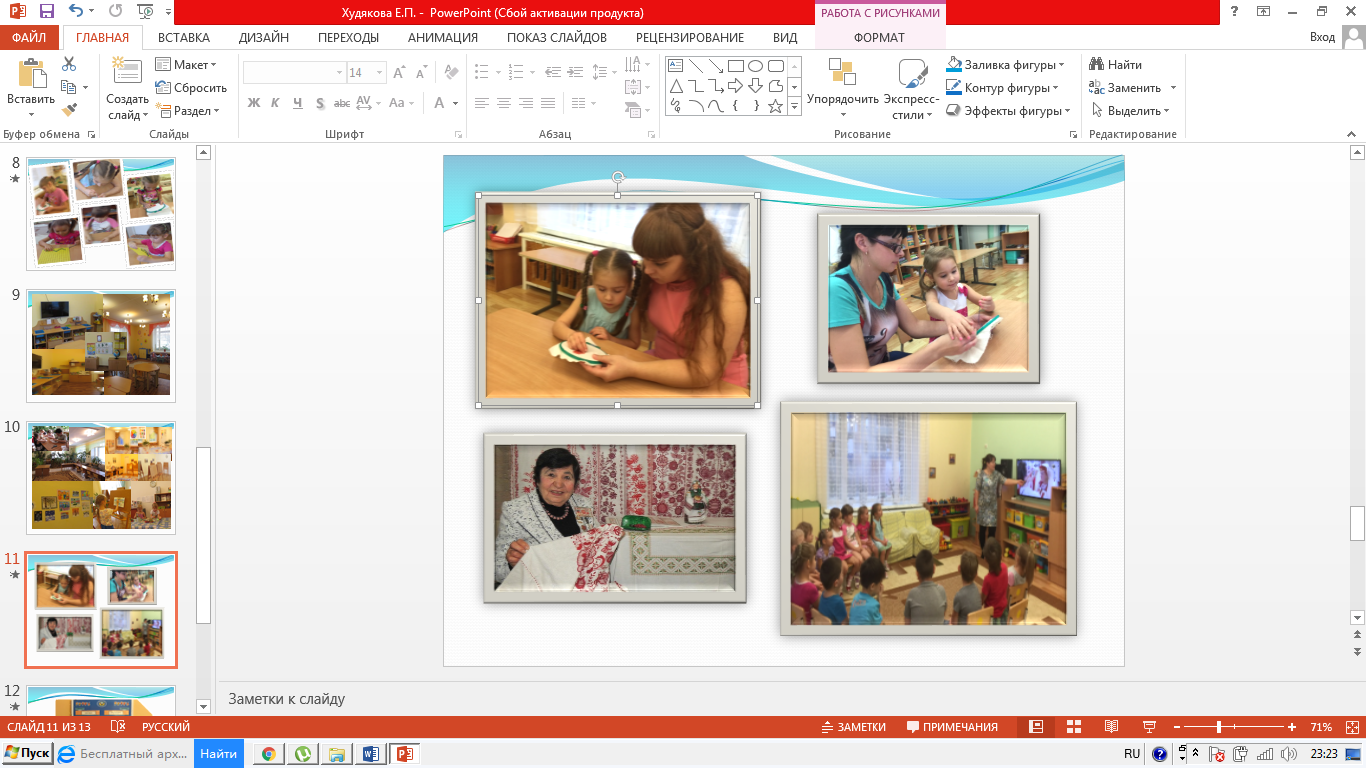 Худякова Е.П. - PowerPoint (Сбой активации продукта)
РАБОТА С РИСУНКАМИ
ФАЙЛ ГЛАВНАЯ ВСТАВКА ДИЗАЙН ПЕРЕХОДЫ АНИМАЦИЯ ПОКАЗ СЛАЙДОВ РЕЦЕНЗИРОВАНИЕ ВИД ФОРМАТ Вход
Вставить
Создать слайд
Макет
Сбросить
Раздел
14
Ж К Ч S abc AV Aa A
Упорядочить
Экспресс-стили
Заливка фигуры
Контур фигуры
Эффекты фигуры
Найти
Заменить
Выделить
Буфер обмена Слайды Шрифт Абзац Рисование Редактирование
8
9
10
11
12
Заметки к слайду
СЛАЙД 11 ИЗ 13 РУССКИЙ ЗАМЕТКИ ПРИМЕЧАНИЯ 71%
Пуск Бесплатный арх... Найти RU 23:23